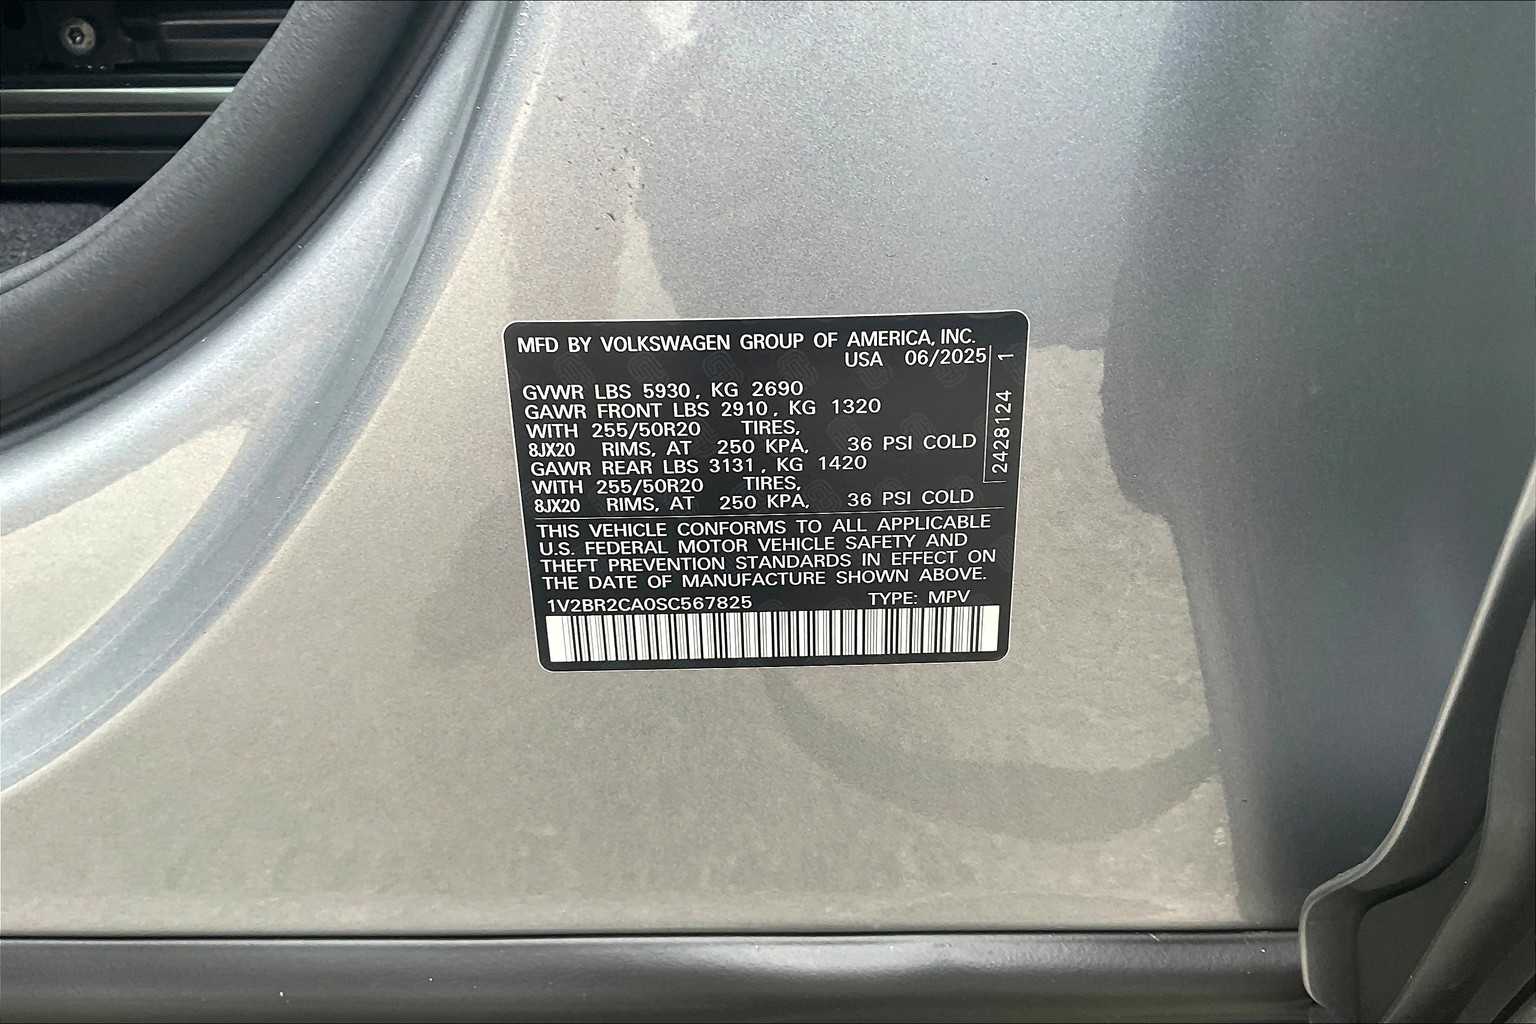 MFD BY VOLKSWAGEN GROUP OF AMERICA, INC.
USA 06/2025
GVWR LBS 5930, KG 2690
GAWR FRONT LBS 2910, KG 1320
WITH 255/50R20 TIRES,
8JX20 RIMS, AT 250 KPA, 36 PSI COLD
GAWR REAR LBS 3131, KG 1420
WITH 255/50R20 TIRES,
8JX20 RIMS, AT 250 KPA, 36 PSI COLD
2428124 1
THIS VEHICLE CONFORMS TO ALL APPLICABLE
U.S. FEDERAL MOTOR VEHICLE SAFETY AND
THEFT PREVENTION STANDARDS IN EFFECT ON
THE DATE OF MANUFACTURE SHOWN ABOVE.
1V2BR2CA0SC567825 TYPE: MPV